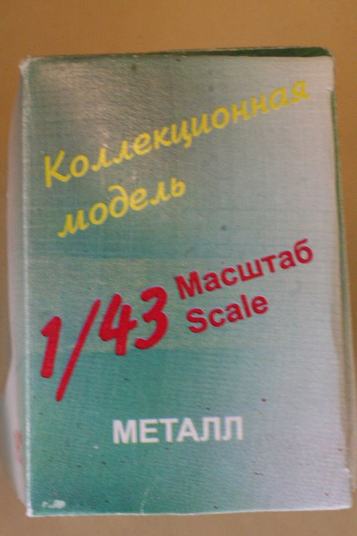 Коллекционная
модель
1/43 Масштаб
Scale
МЕТАЛЛ